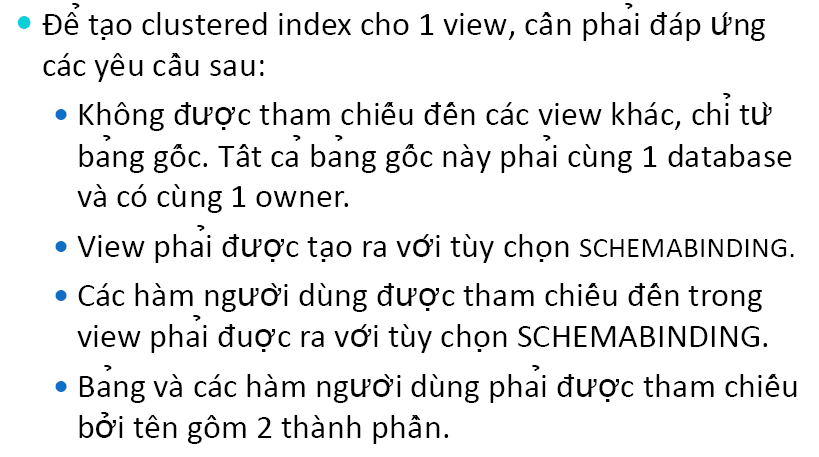 Để tạo clustered index cho 1 view, cần phải đáp ứng
các yêu cầu sau:
Không được tham chiếu đến các view khác, chỉ từ
bảng gốc. Tất cả bảng gốc này phải cùng 1 database
và có cùng 1 owner.
View phải được tạo ra với tùy chọn SCHEMABINDING.
Các hàm người dùng được tham chiếu đến trong
view phải đuợc ra với tùy chọn SCHEMABINDING.
Bảng và các hàm người dùng phải được tham chiếu
bởi tên gồm 2 thành phần.